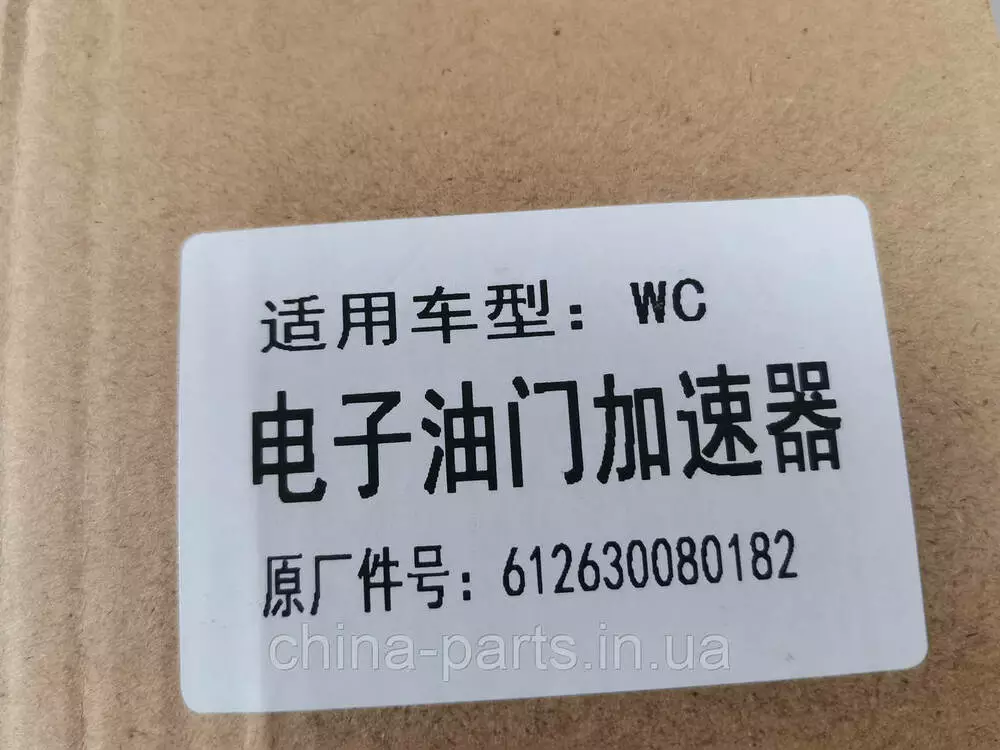 适用车型：WC
电子油门加速器
原厂件号：612630080182
china-parts.in.ua